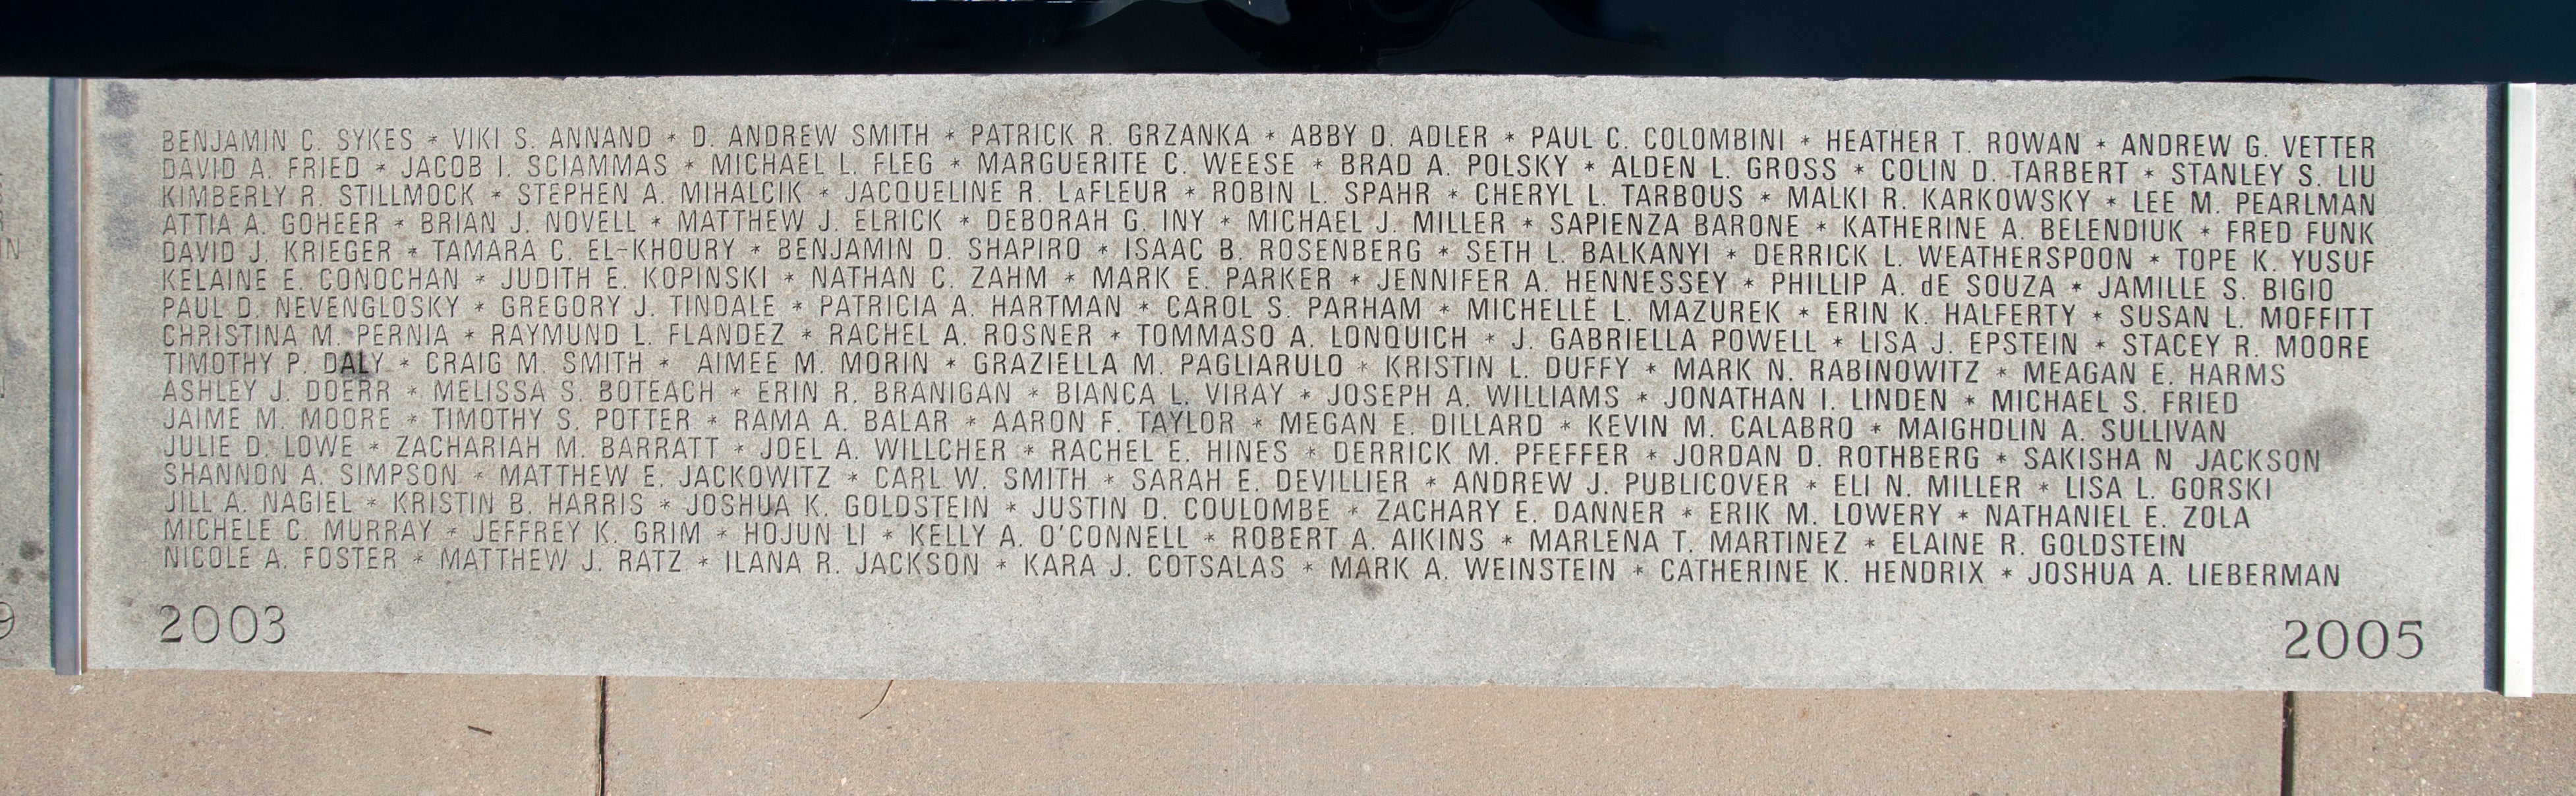 BENJAMIN C. SYKES * VIKI S. ANNAND * D. ANDREW SMITH * PATRICK R. GRZANKA * ABBY D. ADLER * PAUL C. COLOMBINI * HEATHER T. ROWAN * ANDREW G. VETTER
DAVID A. FRIED * JACOB I. SCIAMMAS * MICHAEL L. FLEG * MARGUERITE C. WEESE * BRAD A. POLSKY * ALDEN L. GROSS * COLIN D. TARBERT * STANLEY S. LIU
KIMBERLY R. STILLMOCK * STEPHEN A. MIHALCIK * JACQUELINE R. LAFLEUR * ROBIN L. SPAHR * CHERYL L. TARBOUS * MALKI R. KARKOWSKY * LEE M. PEARLMAN
ATTIA A. GOHEER * BRIAN J. NOVELL * MATTHEW J. ELRICK * DEBORAH G. INY * MICHAEL J. MILLER * SAPIENZA BARONE * KATHERINE A. BELENDIUK * FRED FUNK
DAVID J. KRIEGER * TAMARA C. EL-KHOURY * BENJAMIN D. SHAPIRO * ISAAC B. ROSENBERG * SETH L. BALKANYI * DERRICK L. WEATHERSPOON * TOPE K. YUSUF
KELAINE E. CONOCHAN * JUDITH E. KOPINSKI * NATHAN C. ZAHM * MARK E. PARKER * JENNIFER A. HENNESSEY * PHILLIP A. dE SOUZA * JAMILLE S. BIGIO
PAUL D. NEVENGLOSKY * GREGORY J. TINDALE * PATRICIA A. HARTMAN * CAROL S. PARHAM * MICHELLE L. MAZUREK * ERIN K. HALFERTY * SUSAN L. MOFFITT
CHRISTINA M. PERNIA * RAYMUND L. FLANDEZ * RACHEL A. ROSNER * TOMMASO A. LONQUICH * J. GABRIELLA POWELL * LISA J. EPSTEIN * STACEY R. MOORE
TIMOTHY P. DALY * CRAIG M. SMITH * AIMEE M. MORIN * GRAZIELLA M. PAGLIARULO * KRISTIN L. DUFFY * MARK N. RABINOWITZ * MEAGAN E. HARMS
ASHLEY J. DOERR * MELISSA S. BOTEACH * ERIN R. BRANIGAN * BIANCA L. VIRAY * JOSEPH A. WILLIAMS * JONATHAN I. LINDEN * MICHAEL S. FRIED
JAIME M. MOORE * TIMOTHY S. POTTER * RAMA A. BALAR * AARON F. TAYLOR * MEGAN E. DILLARD * KEVIN M. CALABRO * MAIGHDLIN A. SULLIVAN
JULIE D. LOWE * ZACHARIAH M. BARRATT * JOEL A. WILLCHER * RACHEL E. HINES * DERRICK M. PFEFFER * JORDAN D. ROTHBERG * SAKISHA N JACKSON
SHANNON A. SIMPSON * MATTHEW E. JACKOWITZ * CARL W. SMITH * SARAH E. DEVILLIER * ANDREW J. PUBLICOVER * ELI N. MILLER * LISA L. GORSKI
JILL A. NAGIEL * KRISTIN B. HARRIS * JOSHUA K. GOLDSTEIN * JUSTIN D. COULOMBE * ZACHARY E. DANNER * ERIK M. LOWERY * NATHANIEL E. ZOLA
MICHELE C. MURRAY * JEFFREY K. GRIM * HOJUN LI * KELLY A. O'CONNELL * ROBERT A. AIKINS * MARLENA T. MARTINEZ * ELAINE R. GOLDSTEIN
NICOLE A. FOSTER * MATTHEW J. RATZ * ILANA R. JACKSON * KARA J. COTSALAS * MARK A. WEINSTEIN * CATHERINE K. HENDRIX * JOSHUA A. LIEBERMAN
2003
2005